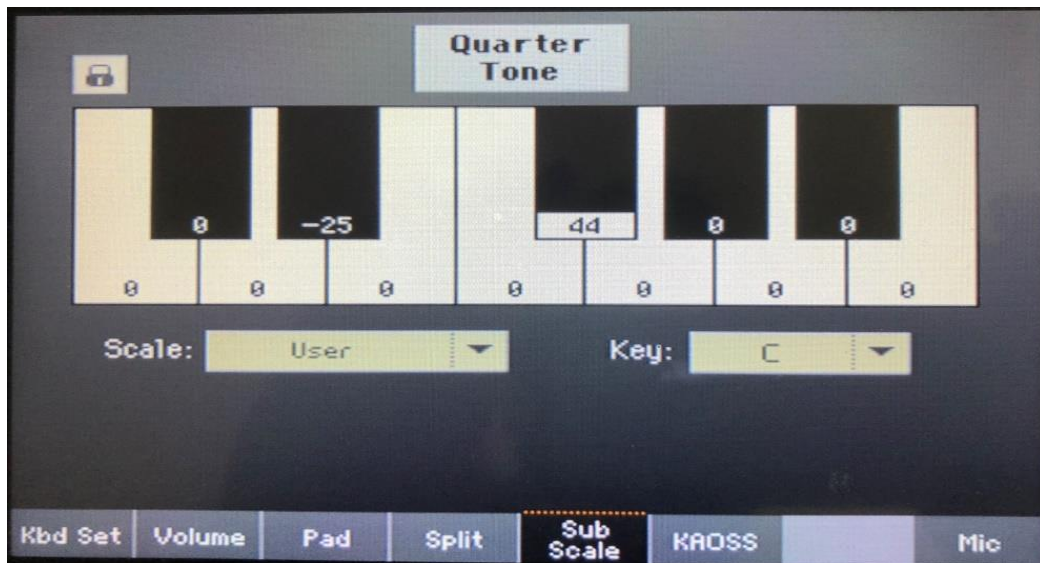 Quarter
Tone
0 -25 44 0 0
0 0 0 0 0 0 0
Scale: User Key: C
Kbd Set Volume Pad Split Sub Scale KAOSS Mic